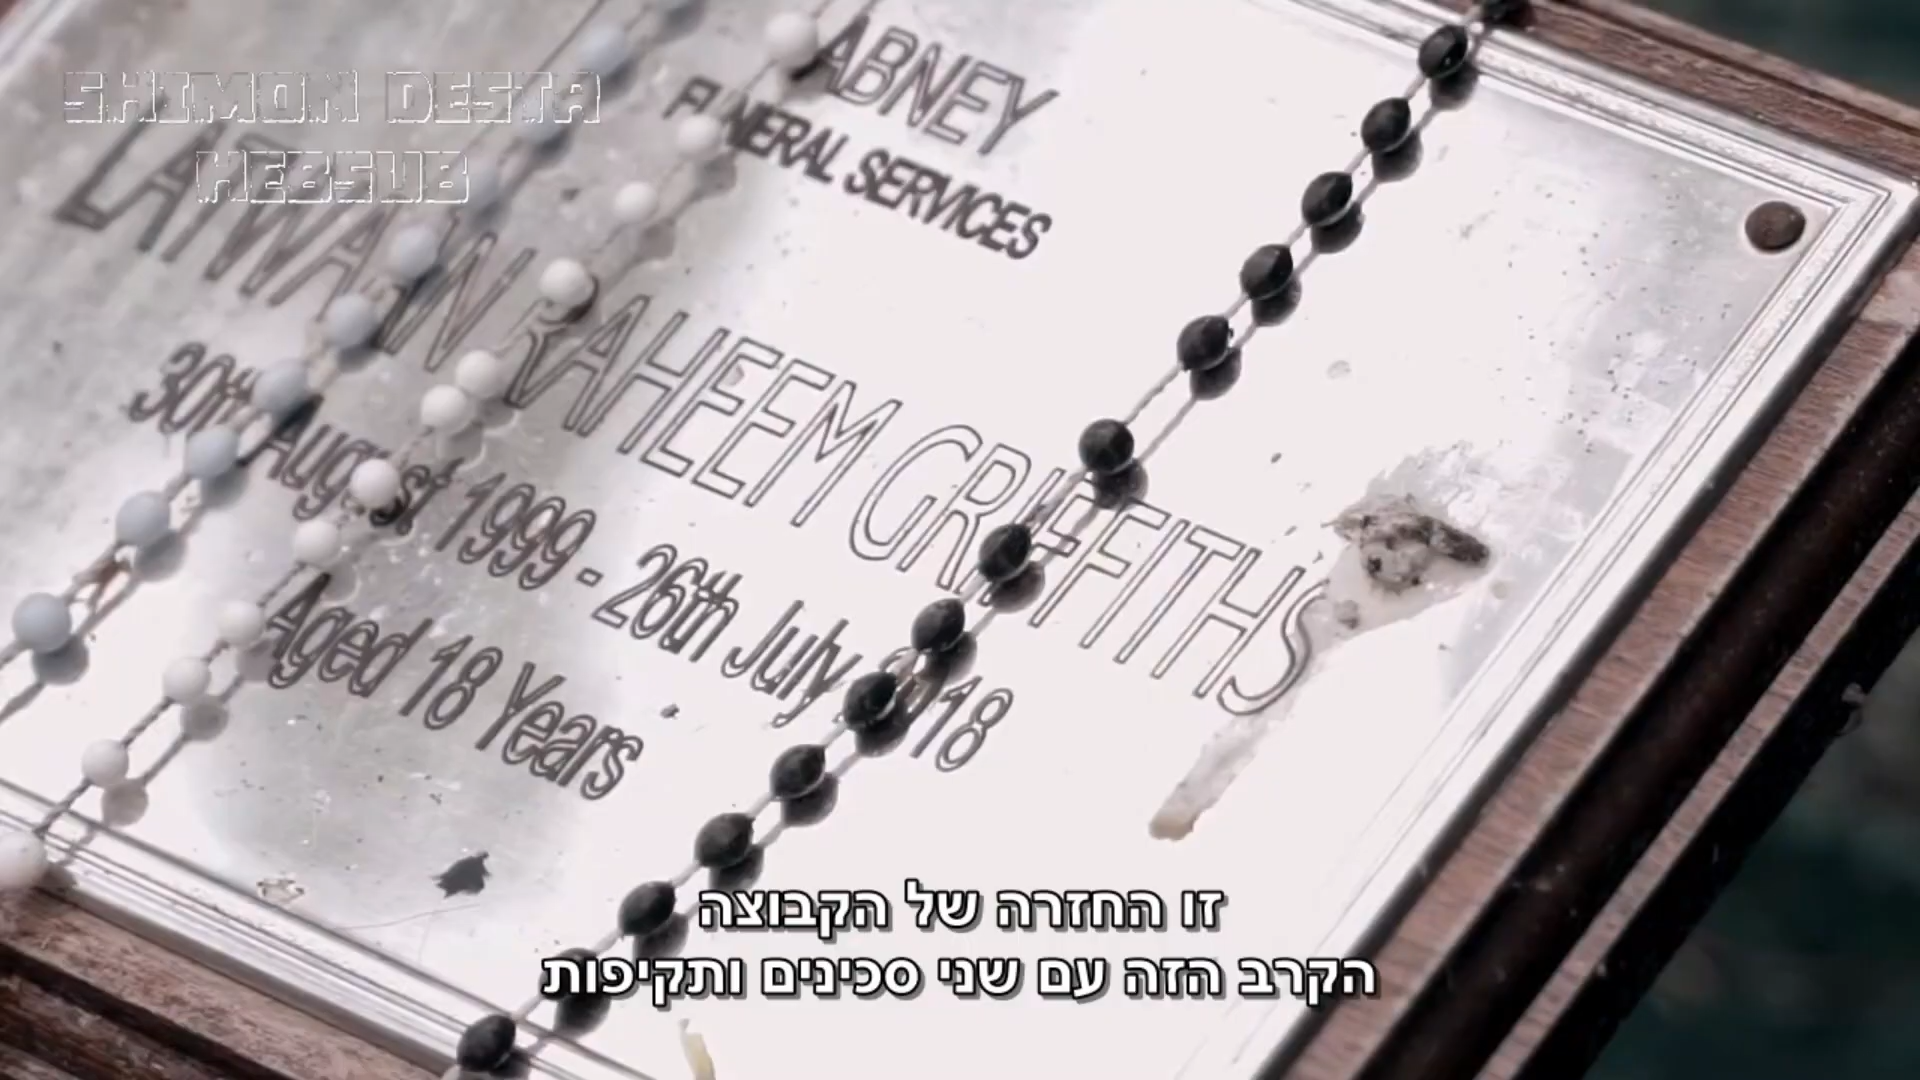 SHIMON DESTA
HEBSUB
ABNEY
FUNERAL SERVICES
LATWAAN RAHEEM GRIFFITHS
30th August 1999 - 26th July 2018
Aged 18 Years
זו החזרה של הקבוצה
הקרב הזה עם שני סכינים ותקיפות